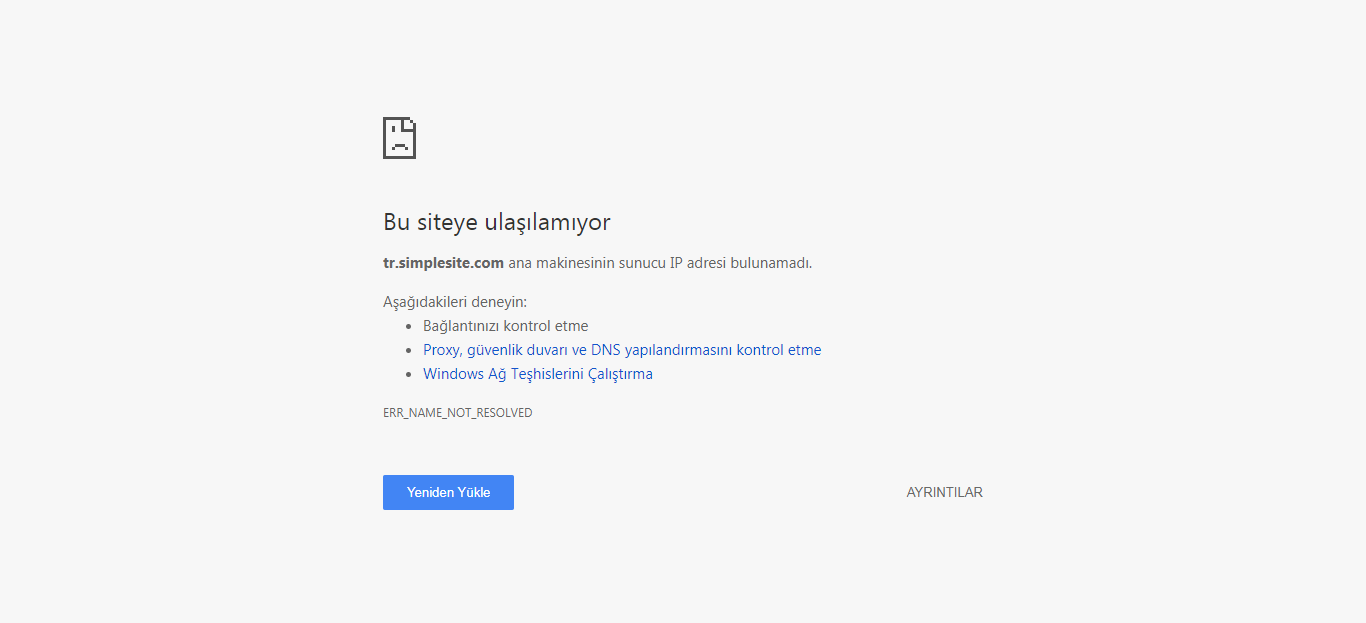 Bu siteye ulaşılamıyor
tr.simplesite.com ana makinesinin sunucu IP adresi bulunamadı.
Aşağıdakileri deneyin:
• Bağlantınızı kontrol etme
• Proxy, güvenlik duvarı ve DNS yapılandırmasını kontrol etme
• Windows Ağ Teşhislerini Çalıştırma
ERR_NAME_NOT_RESOLVED
Yeniden Yükle
AYRINTILAR